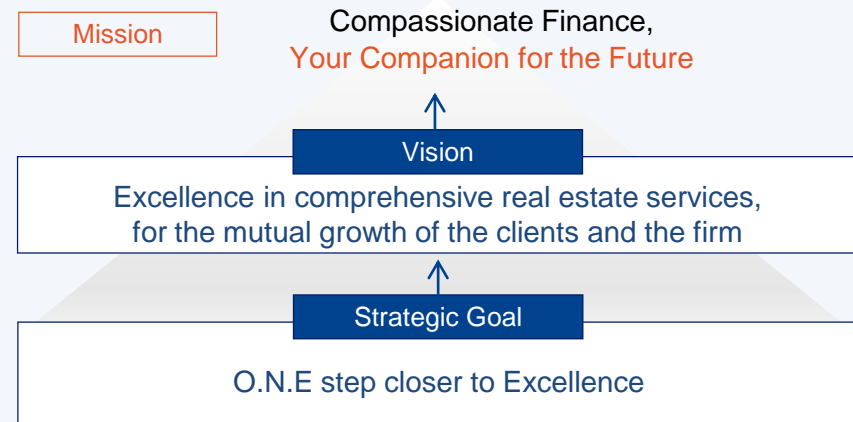 Mission
Compassionate Finance,
Your Companion for the Future
Vision
Excellence in comprehensive real estate services,
for the mutual growth of the clients and the firm
Strategic Goal
O.N.E step closer to Excellence